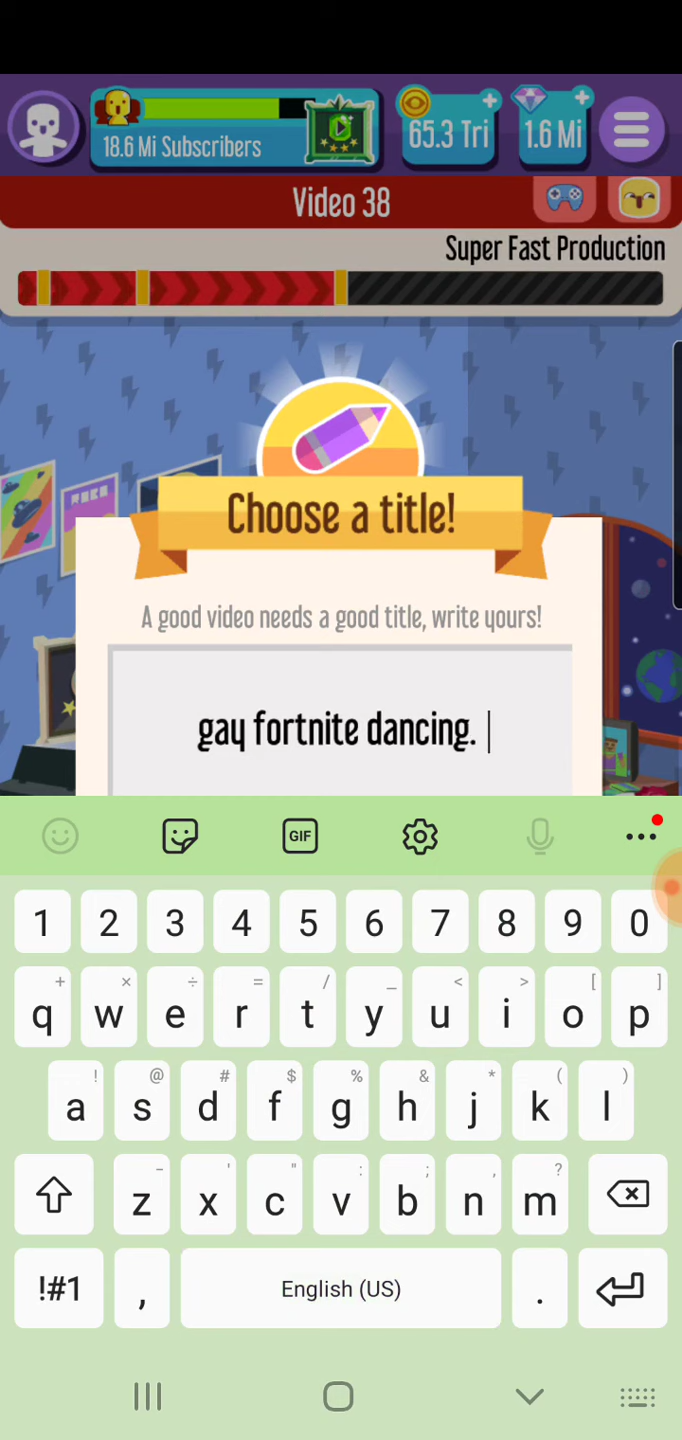 18.6 Mi Subscribers
65.3 Tri
1.6 Mi
Video 38
Super Fast Production
Choose a title!
A good video needs a good title, write yours!
gay fortnite dancing.
GIF
1 2 3 4 5 6 7 8 9 0
+ × ÷ = / _ < > [ ]
q w e r t y u i o p
! @ # $ % & * ( )
a s d f g h j k l
- ' " : ; , ?
z x c v b n m
!#1 , English (US) .